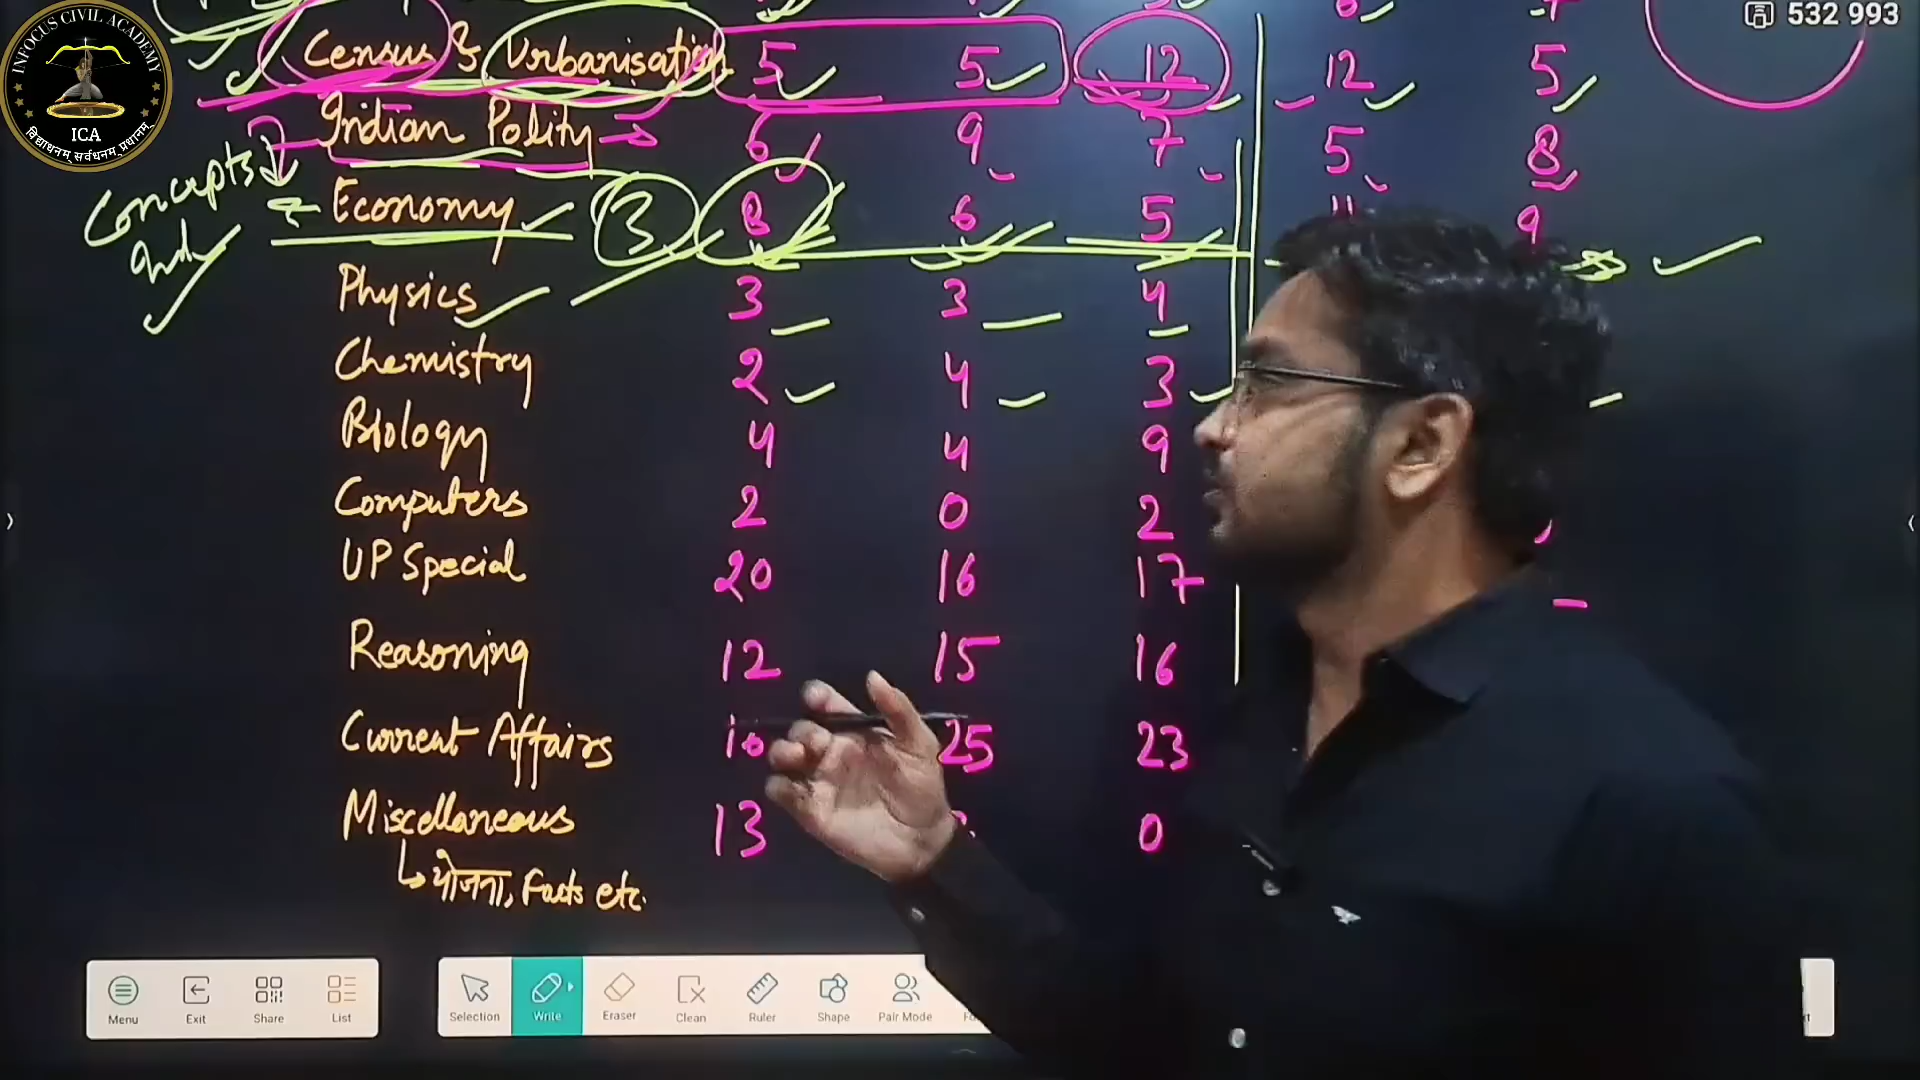 532 993
INFOCUS CIVIL ACADEMY
ICA
विद्याधनम् सर्वधनम् प्रधानम्
Census & Urbanisation 5 5 12 12 5
Indian Polity → 6 9 7 5 8
Concepts
Economy 3 8 6 5 11 9
Physics 3 3 4
Chemistry 2 4 3
Biology 4 4 9
Computers 2 0 2
UP Special 20 16 17
Reasoning 12 15 16
Current Affairs 16 25 23
Miscellaneous 13 0
↳ योजना, Facts etc.
Menu Exit Share List Selection Write Eraser Clean Ruler Shape Pair Mode